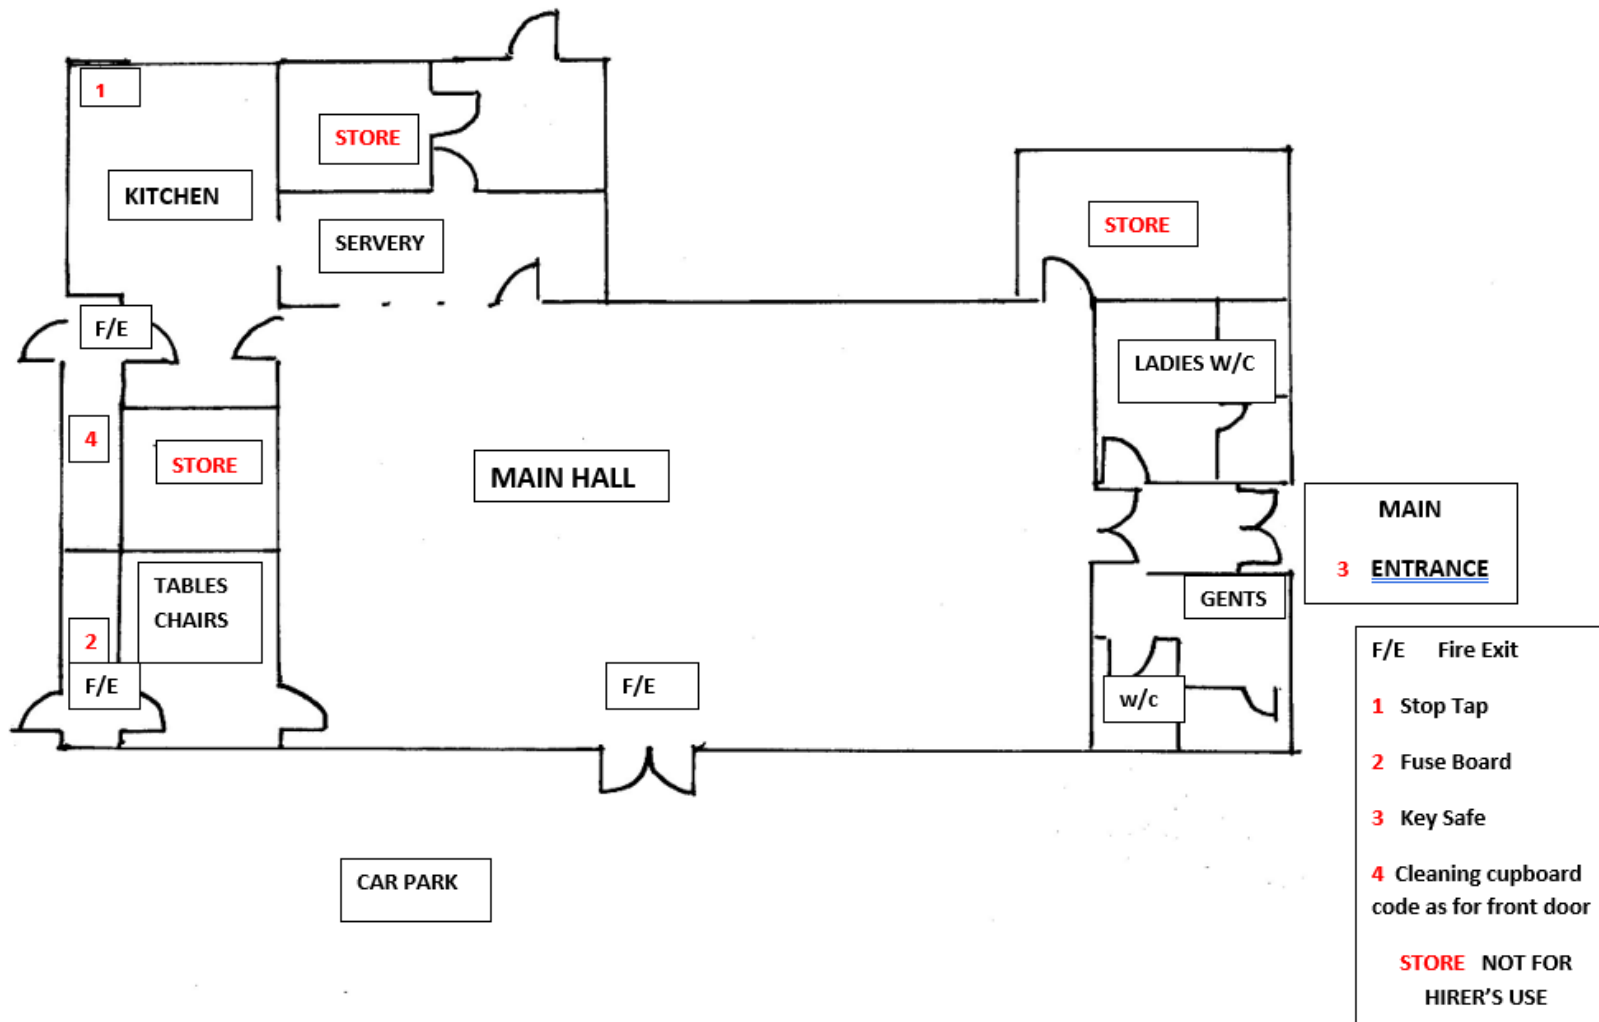 1
STORE
KITCHEN
SERVERY
STORE
F/E
LADIES W/C
4
STORE
MAIN HALL
MAIN
3 ENTRANCE
TABLES
CHAIRS
GENTS
2
F/E
F/E
w/c
CAR PARK
F/E Fire Exit
1 Stop Tap
2 Fuse Board
3 Key Safe
4 Cleaning cupboard
code as for front door
STORE NOT FOR
HIRER'S USE